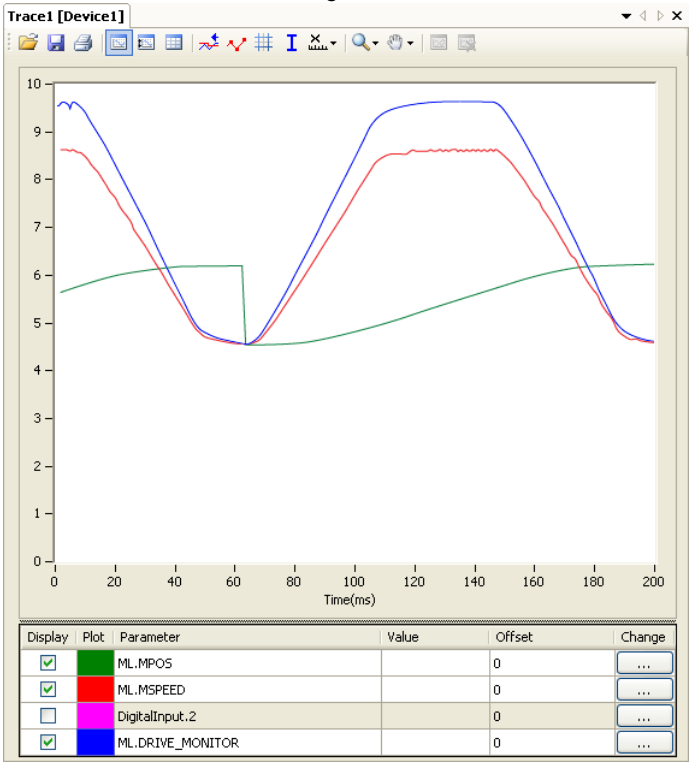 Trace1 [Device1]
10
9
8
7
6
5
4
3
2
1
0
0 20 40 60 80 100 120 140 160 180 200
Time(ms)
Display Plot Parameter Value Offset Change
ML.MPOS 0 ...
ML.MSPEED 0 ...
DigitalInput.2 0 ...
ML.DRIVE_MONITOR 0 ...